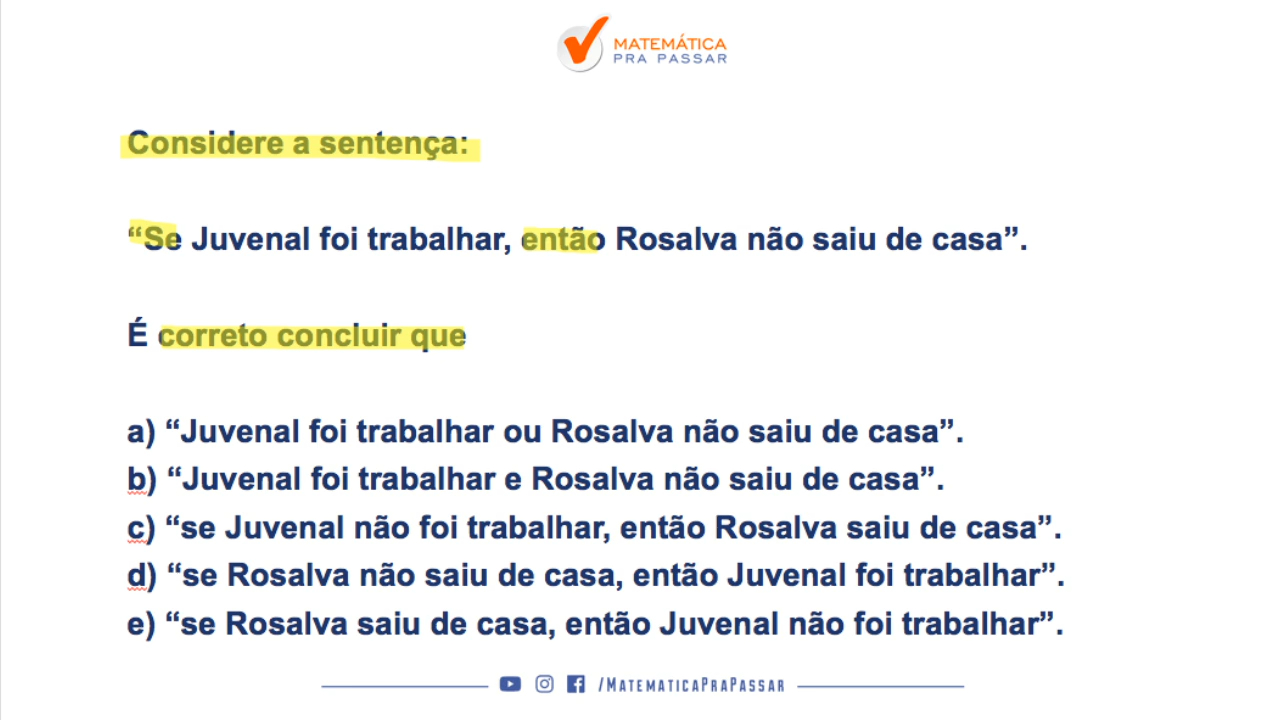 MATEMÁTICA
PRA PASSAR
Considere a sentença:
“Se Juvenal foi trabalhar, então Rosalva não saiu de casa”.
É correto concluir que
a) “Juvenal foi trabalhar ou Rosalva não saiu de casa”.
b) “Juvenal foi trabalhar e Rosalva não saiu de casa”.
c) “se Juvenal não foi trabalhar, então Rosalva saiu de casa”.
d) “se Rosalva não saiu de casa, então Juvenal foi trabalhar”.
e) “se Rosalva saiu de casa, então Juvenal não foi trabalhar”.
/MATEMATICAPRAPASSAR